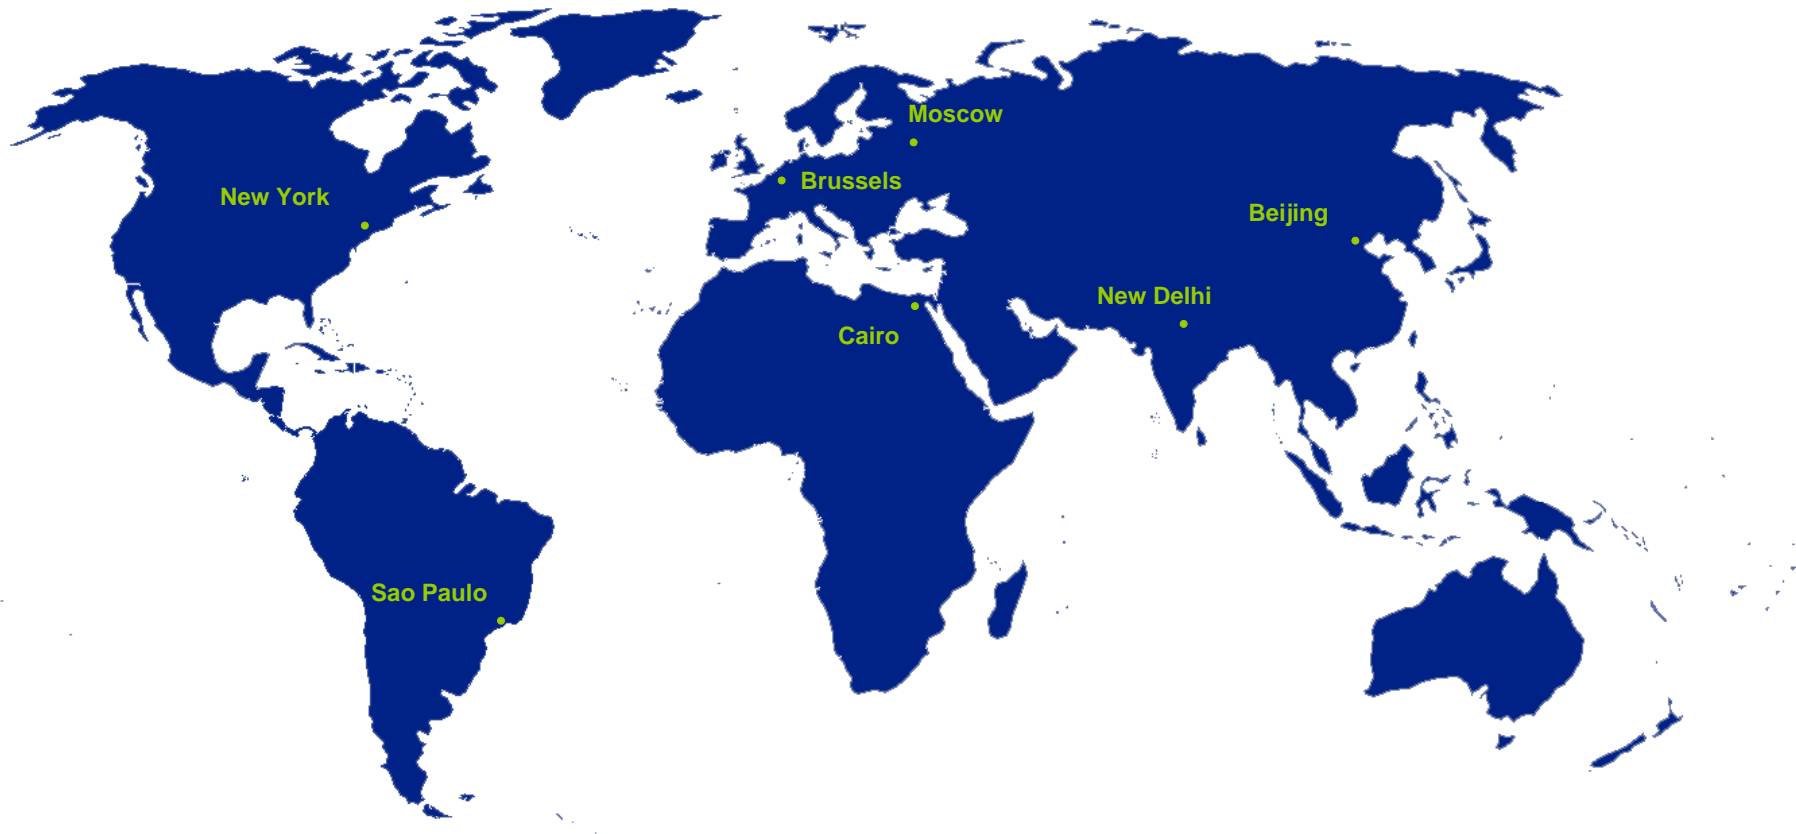 Moscow
Brussels
New York
Beijing
New Delhi
Cairo
Sao Paulo